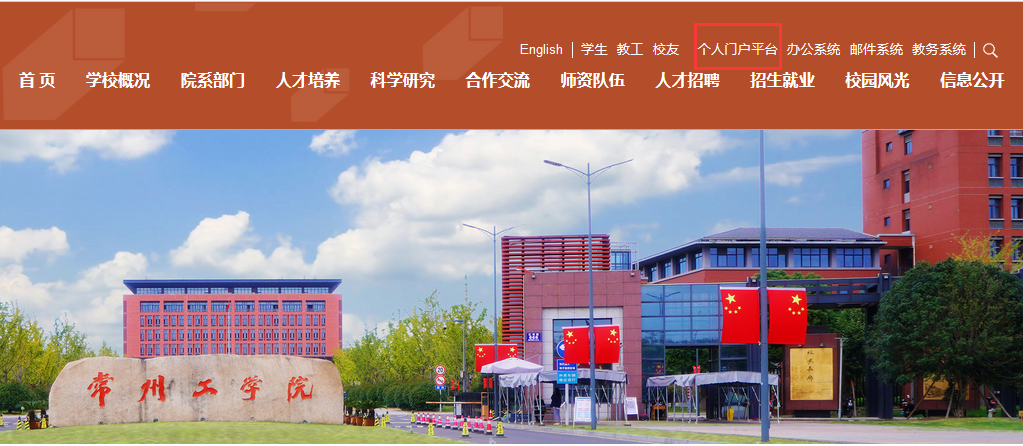 English 学生 教工 校友 个人门户平台 办公系统 邮件系统 教务系统
首页 学校概况 院系部门 人才培养 科学研究 合作交流 师资队伍 人才招聘 招生就业 校园风光 信息公开
常州工学院
20